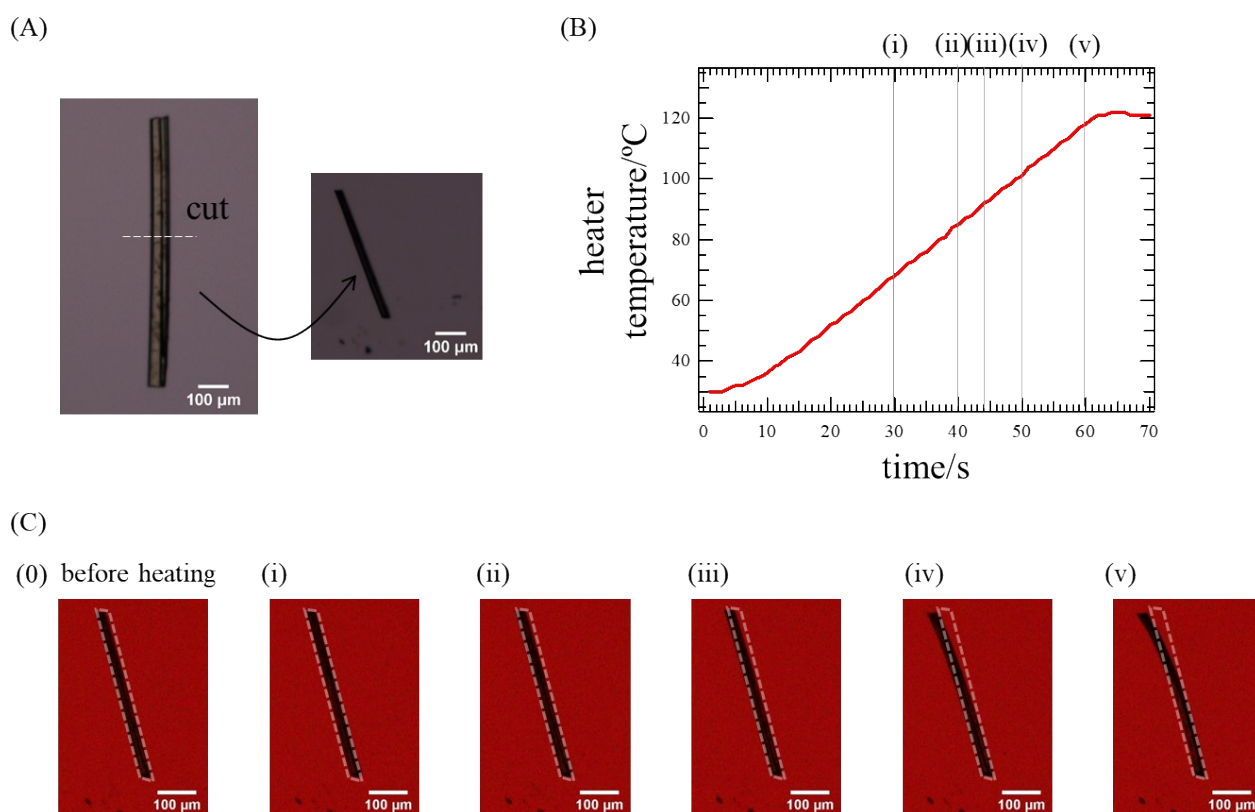 (A)
cut
100 µm
100 µm
(B)
(i) (ii) (iii) (iv) (v)
heater
temperature/ºC
120
100
80
60
40
0 10 20 30 40 50 60 70
time/s
(C)
(0) before heating (i) (ii) (iii) (iv) (v)
100 µm 100 µm 100 µm 100 µm 100 µm 100 µm